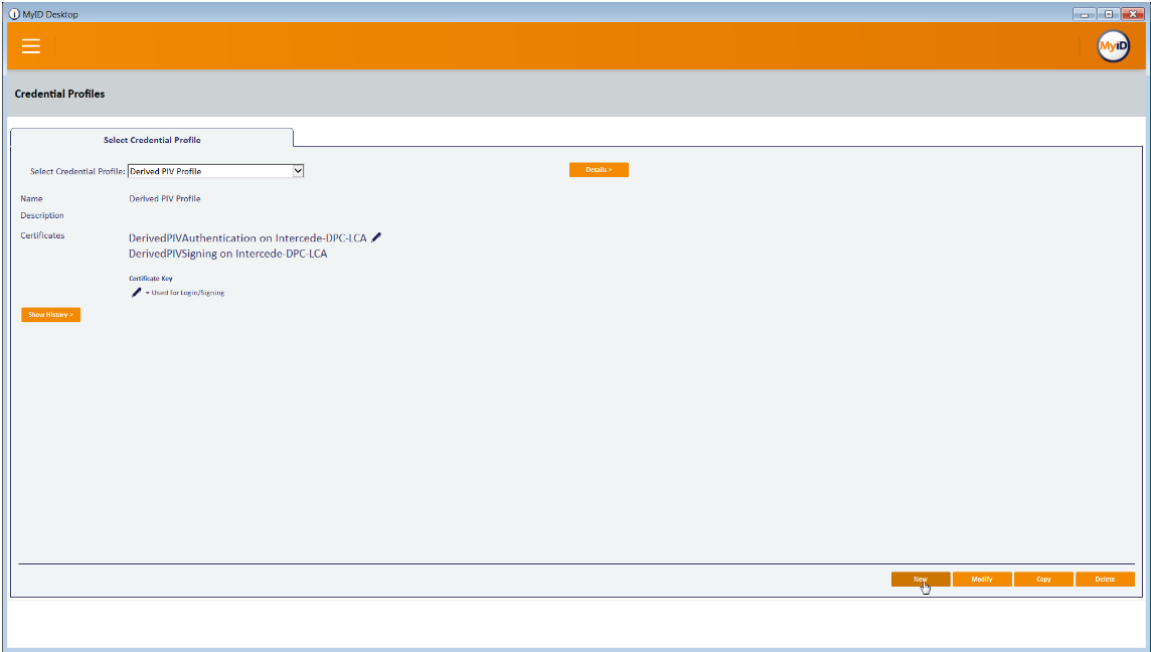 MyID Desktop
MyID
Credential Profiles
Select Credential Profile
Select Credential Profile: Derived PIV Profile
Details >
Name Derived PIV Profile
Description
Certificates DerivedPIVAuthentication on Intercede-DPC-LCA
DerivedPIVSigning on Intercede-DPC-LCA
Certificate Key
= Used for Login/Signing
Show History >
New Modify Copy Delete